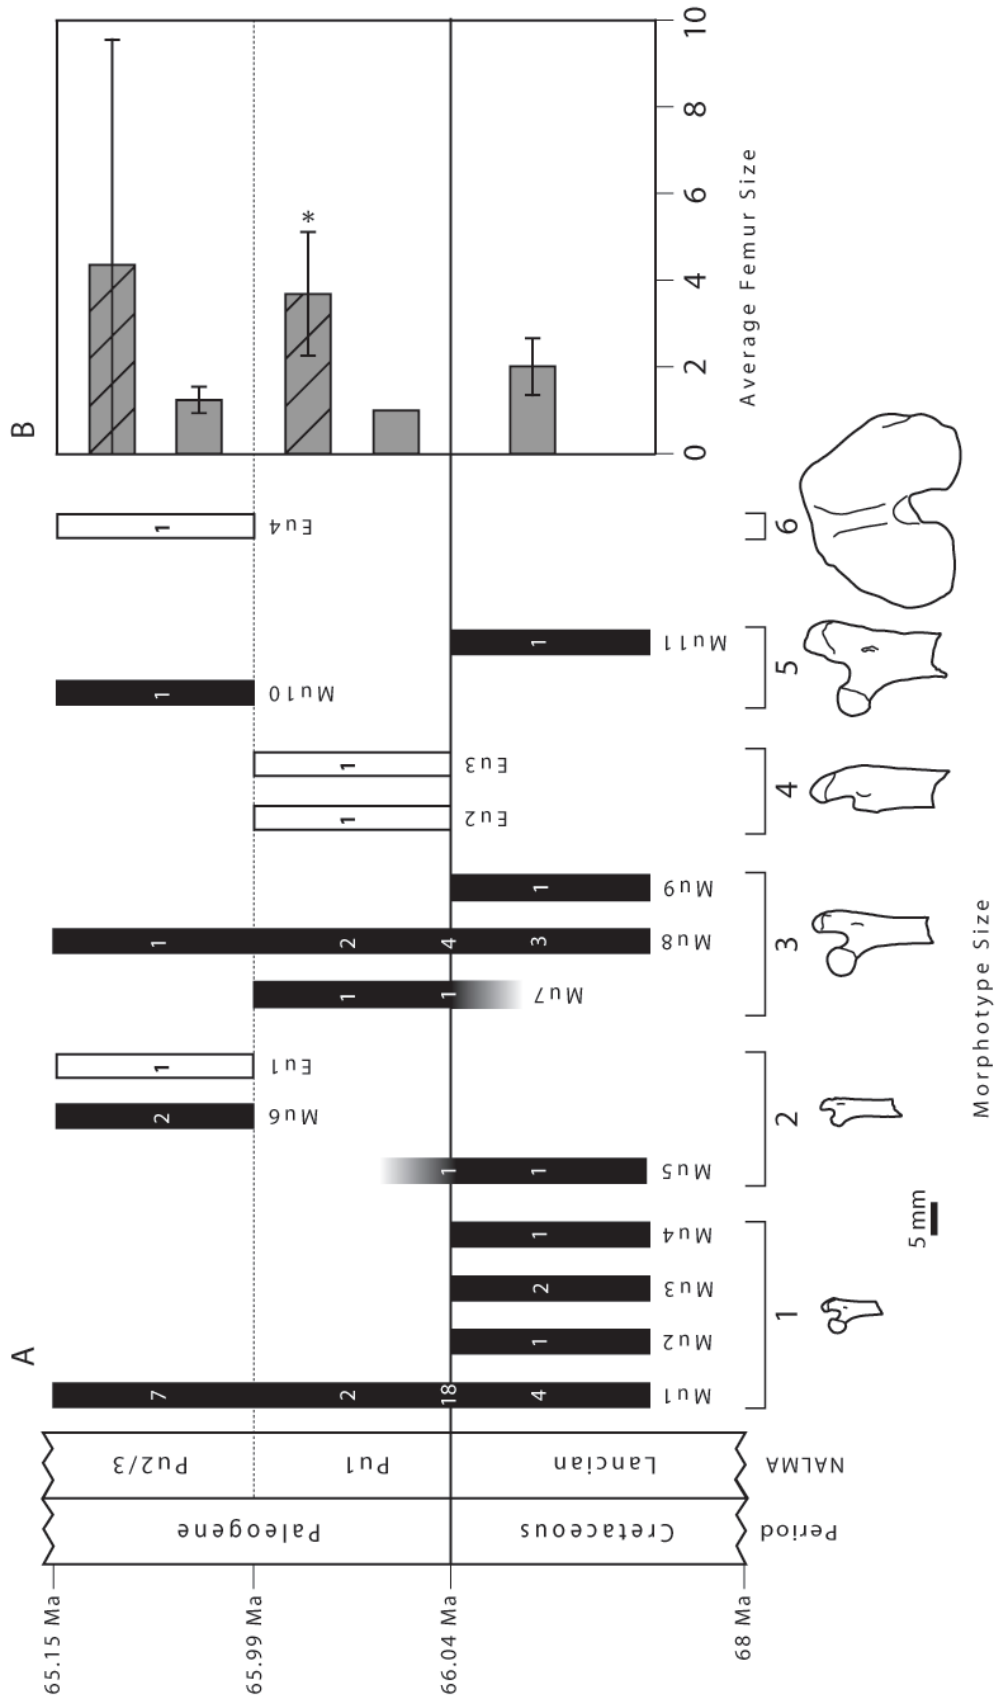 A
B
65.15 Ma
65.99 Ma
66.04 Ma
68 Ma
Period
Paleogene
Cretaceous
NALMA
Pu2/3
Pu1
Lancian
7
2
18
4
Mu1
1
Mu2
2
Mu3
1
Mu4
1
1
Mu5
2
Mu6
1
Eu1
1
1
Mu7
1
2
4
3
Mu8
1
Mu9
1
Eu2
1
Eu3
1
Mu10
1
Mu11
1
Eu4
1
2
3
4
5
6
5 mm
Morphotype Size
*
0
2
4
6
8
10
Average Femur Size